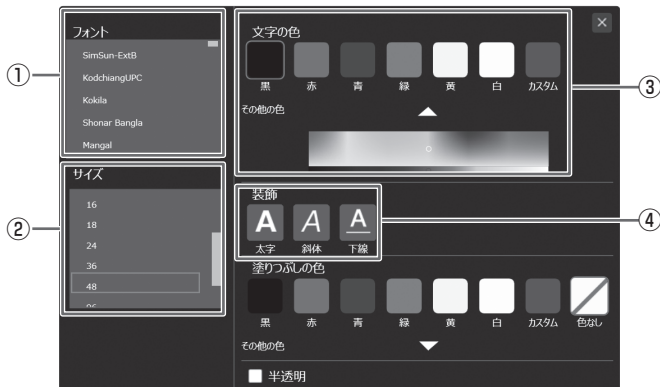 フォント
SimSun-ExtB
KodchiangUPC
Kokila
Shonar Bangla
Mangal
①
サイズ
16
18
24
36
48
96
②
文字の色
黒 赤 青 緑 黄 白 カスタム
その他の色
③
装飾
A A A
太字 斜体 下線
④
塗りつぶしの色
黒 赤 青 緑 黄 白 カスタム 色なし
その他の色
半透明